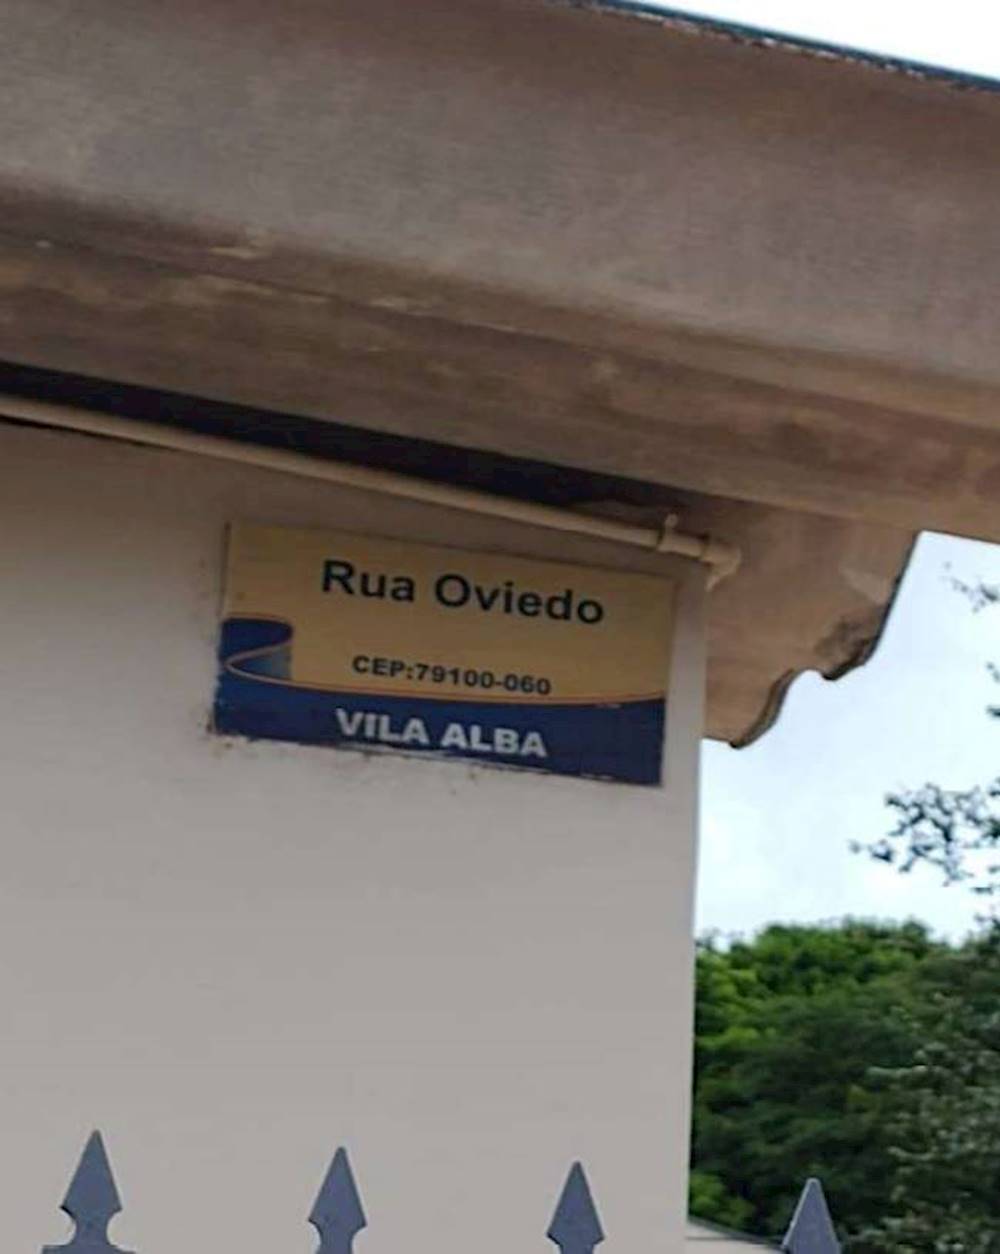 Rua Oviedo
CEP:79100-060
VILA ALBA